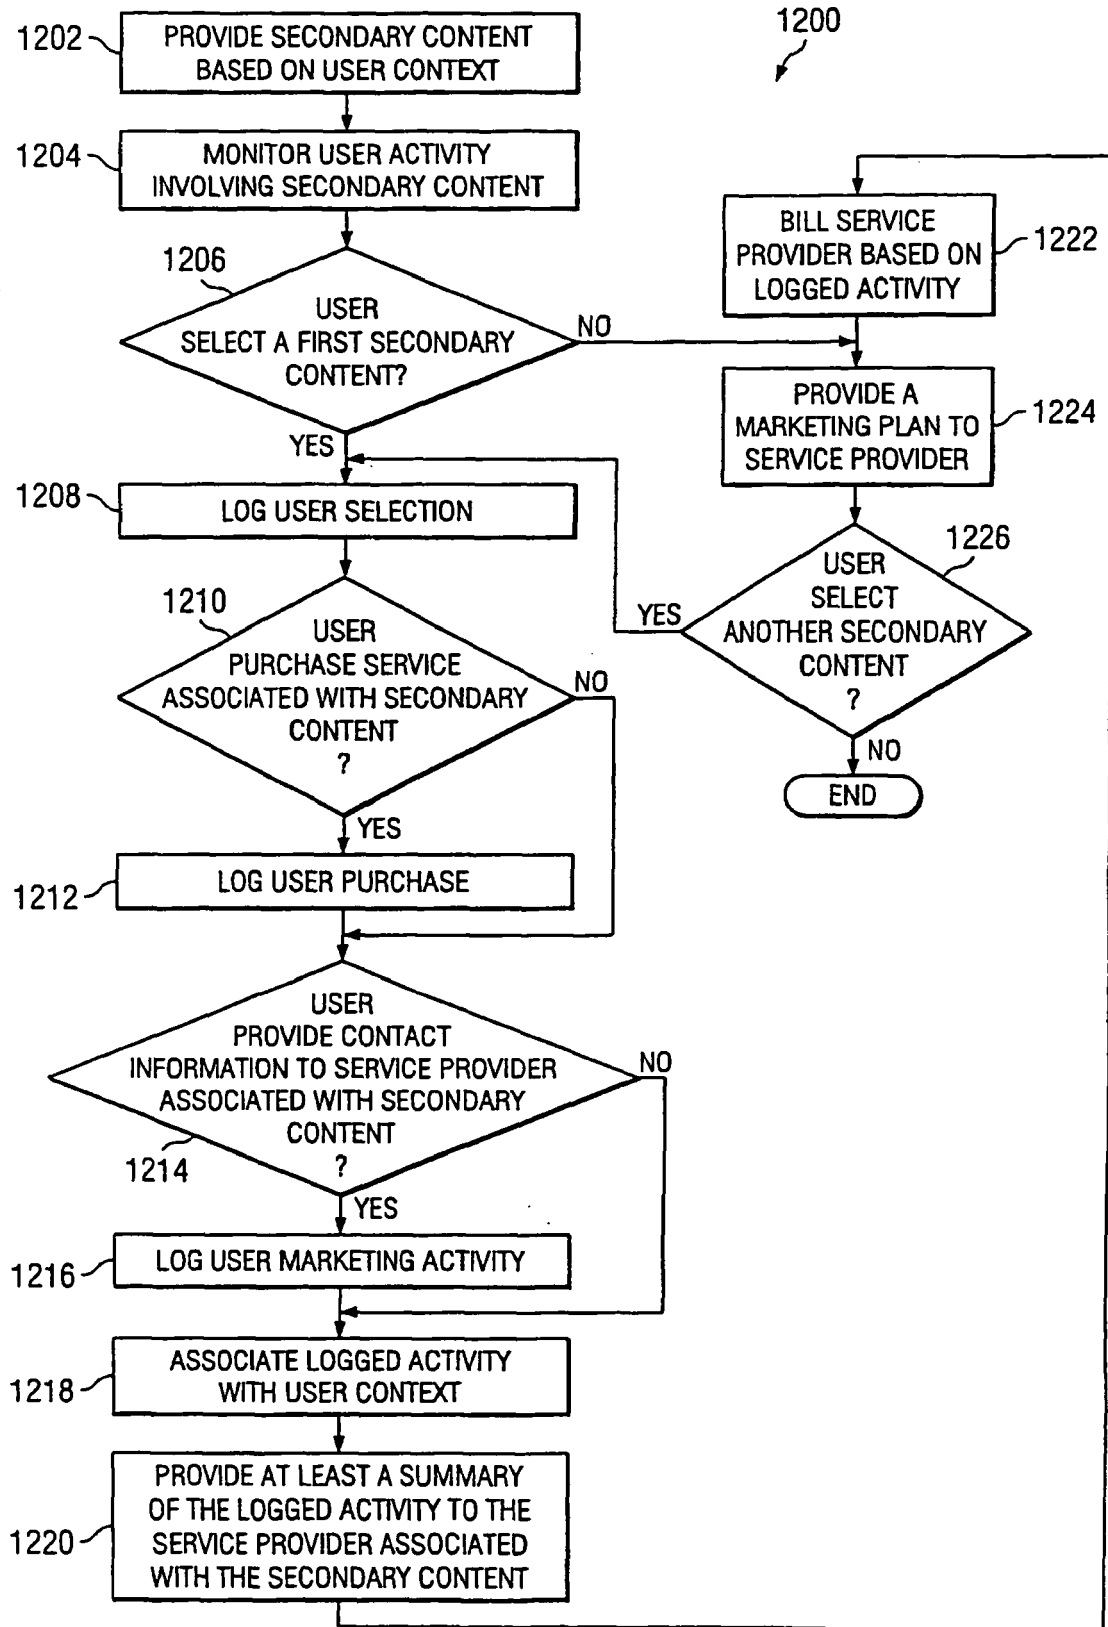 1200
1202
PROVIDE SECONDARY CONTENT
BASED ON USER CONTEXT
1204
MONITOR USER ACTIVITY
INVOLVING SECONDARY CONTENT
1206
USER
SELECT A FIRST SECONDARY
CONTENT?
NO
YES
1208
LOG USER SELECTION
1210
USER
PURCHASE SERVICE
ASSOCIATED WITH SECONDARY
CONTENT
?
NO
YES
1212
LOG USER PURCHASE
USER
PROVIDE CONTACT
INFORMATION TO SERVICE PROVIDER
ASSOCIATED WITH SECONDARY
CONTENT
?
1214
NO
YES
1216
LOG USER MARKETING ACTIVITY
1218
ASSOCIATE LOGGED ACTIVITY
WITH USER CONTEXT
1220
PROVIDE AT LEAST A SUMMARY
OF THE LOGGED ACTIVITY TO THE
SERVICE PROVIDER ASSOCIATED
WITH THE SECONDARY CONTENT
BILL SERVICE
PROVIDER BASED ON
LOGGED ACTIVITY
1222
PROVIDE A
MARKETING PLAN TO
SERVICE PROVIDER
1224
1226
USER
SELECT
ANOTHER SECONDARY
CONTENT
?
YES
NO
END